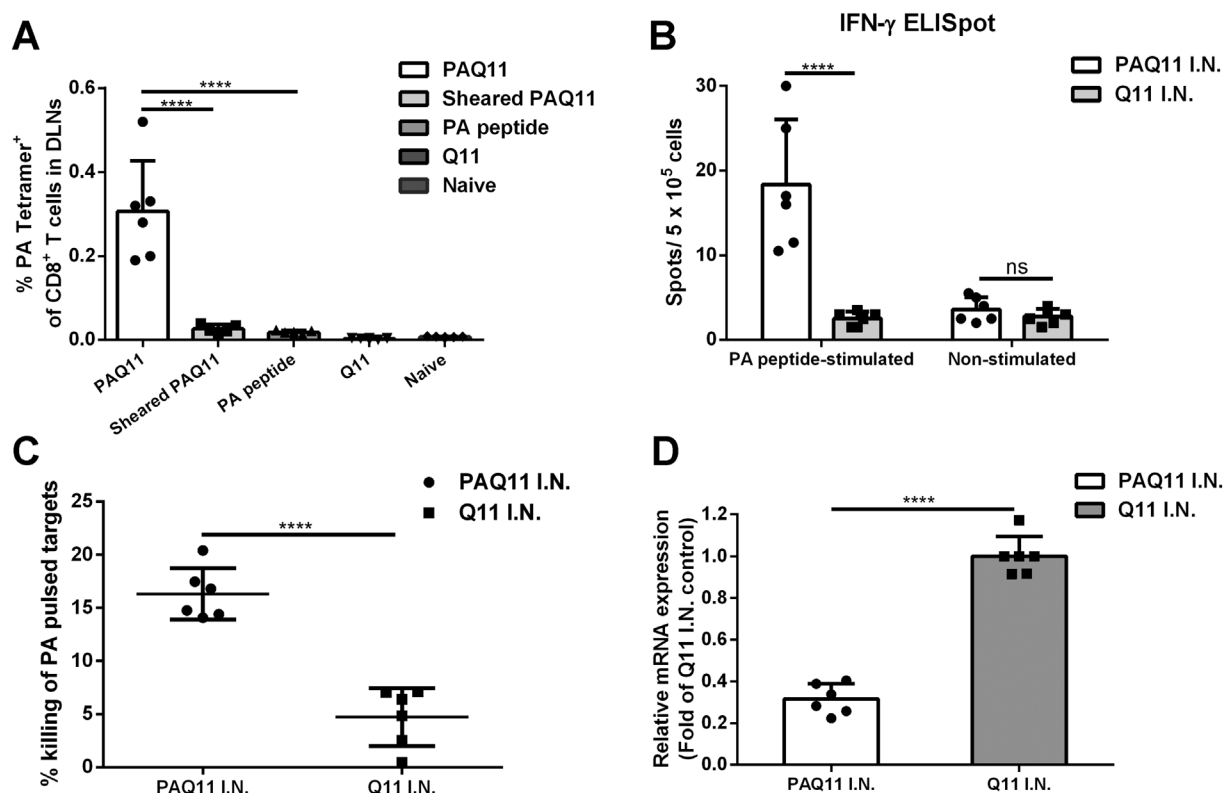 A
% PA Tetramer+
of CD8+ T cells in DLNs
0.6
0.4
0.2
0.0
****
****
PAQ11
Sheared PAQ11
PA peptide
Q11
Naive
PAQ11
Sheared PAQ11
PA peptide
Q11
Naive
B
IFN-γ ELISpot
Spots/ 5 x 10⁵ cells
30
20
10
0
****
ns
PAQ11 I.N.
Q11 I.N.
PA peptide-stimulated
Non-stimulated
C
% killing of PA pulsed targets
25
20
15
10
5
0
****
PAQ11 I.N.
Q11 I.N.
PAQ11 I.N.
Q11 I.N.
D
Relative mRNA expression
(Fold of Q11 I.N. control)
1.2
1.0
0.8
0.6
0.4
0.2
0.0
****
PAQ11 I.N.
Q11 I.N.
PAQ11 I.N.
Q11 I.N.